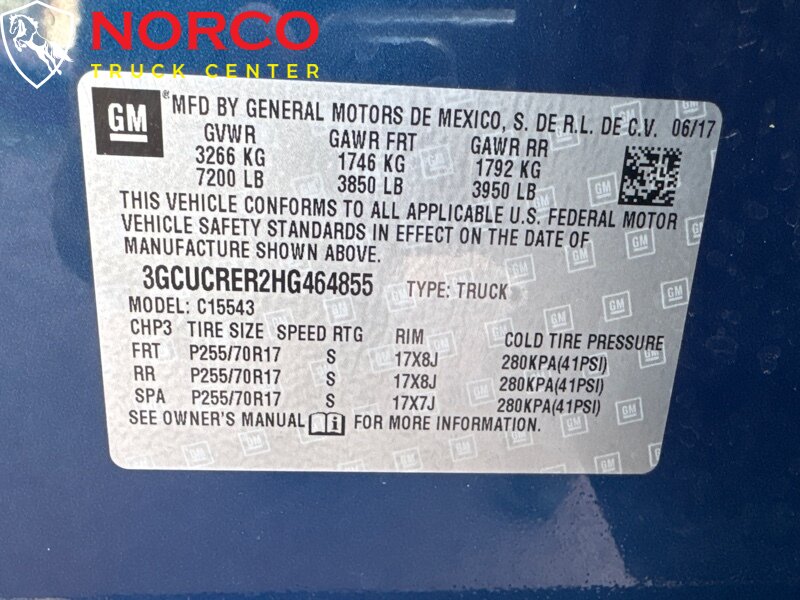 NORCO
TRUCK CENTER
GM
® MFD BY GENERAL MOTORS DE MEXICO, S. DE R.L. DE C.V. 06/17
GVWR GAWR FRT GAWR RR
3266 KG 1746 KG 1792 KG
7200 LB 3850 LB 3950 LB
THIS VEHICLE CONFORMS TO ALL APPLICABLE U.S. FEDERAL MOTOR
VEHICLE SAFETY STANDARDS IN EFFECT ON THE DATE OF
MANUFACTURE SHOWN ABOVE.
3GCUCRER2HG464855 TYPE: TRUCK
MODEL: C15543
CHP3 TIRE SIZE SPEED RTG RIM COLD TIRE PRESSURE
FRT P255/70R17 S 17X8J 280KPA(41PSI)
RR P255/70R17 S 17X8J 280KPA(41PSI)
SPA P255/70R17 S 17X7J 280KPA(41PSI)
SEE OWNER'S MANUAL i FOR MORE INFORMATION.